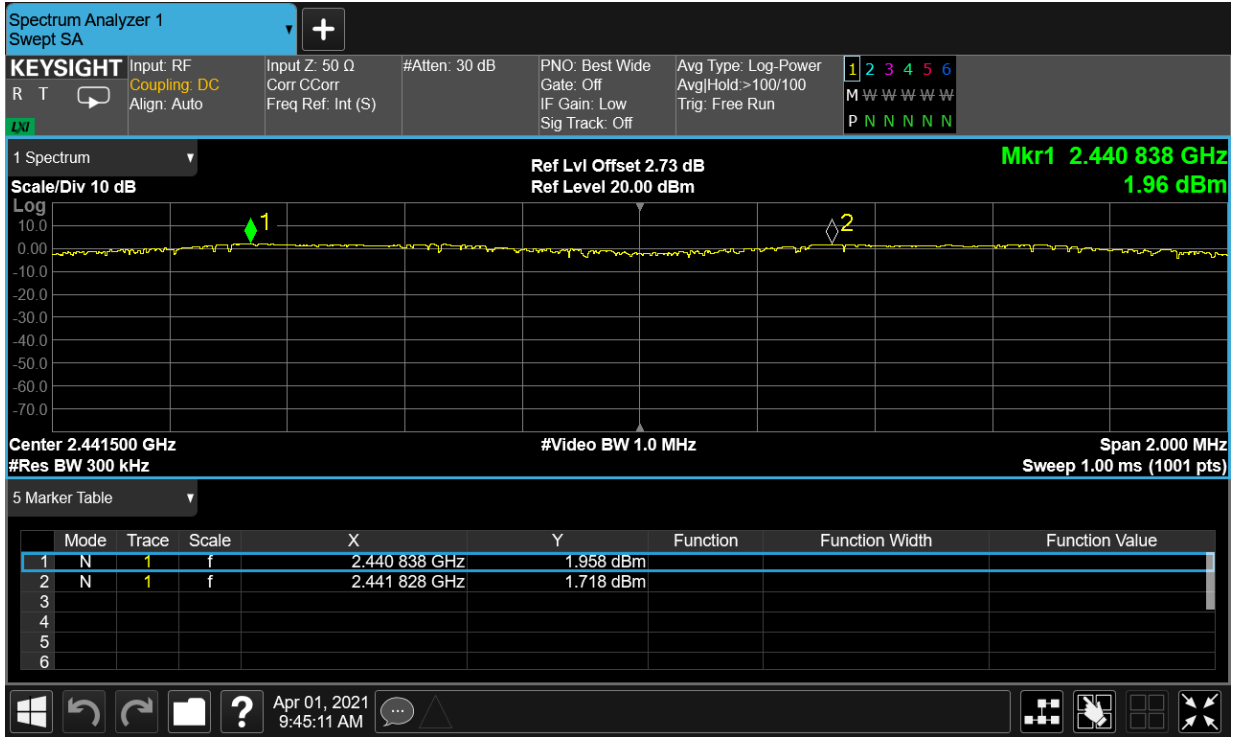 Spectrum Analyzer 1
Swept SA
KEYSIGHT
R T
LXI
Input: RF
Coupling: DC
Align: Auto
Input Z: 50 Ω
Corr CCorr
Freq Ref: Int (S)
#Atten: 30 dB
PNO: Best Wide
Gate: Off
IF Gain: Low
Sig Track: Off
Avg Type: Log-Power
Avg|Hold:>100/100
Trig: Free Run
1 2 3 4 5 6
M W W W W W
P N N N N N
1 Spectrum
Scale/Div 10 dB
Ref Lvl Offset 2.73 dB
Ref Level 20.00 dBm
Mkr1 2.440 838 GHz
1.96 dBm
Log
10.0
0.00
-10.0
-20.0
-30.0
-40.0
-50.0
-60.0
-70.0
1
2
Center 2.441500 GHz
#Res BW 300 kHz
#Video BW 1.0 MHz
Span 2.000 MHz
Sweep 1.00 ms (1001 pts)
5 Marker Table
Mode Trace Scale X Y Function Function Width Function Value
1 N 1 f 2.440 838 GHz 1.958 dBm
2 N 1 f 2.441 828 GHz 1.718 dBm
3
4
5
6
?
Apr 01, 2021
9:45:11 AM